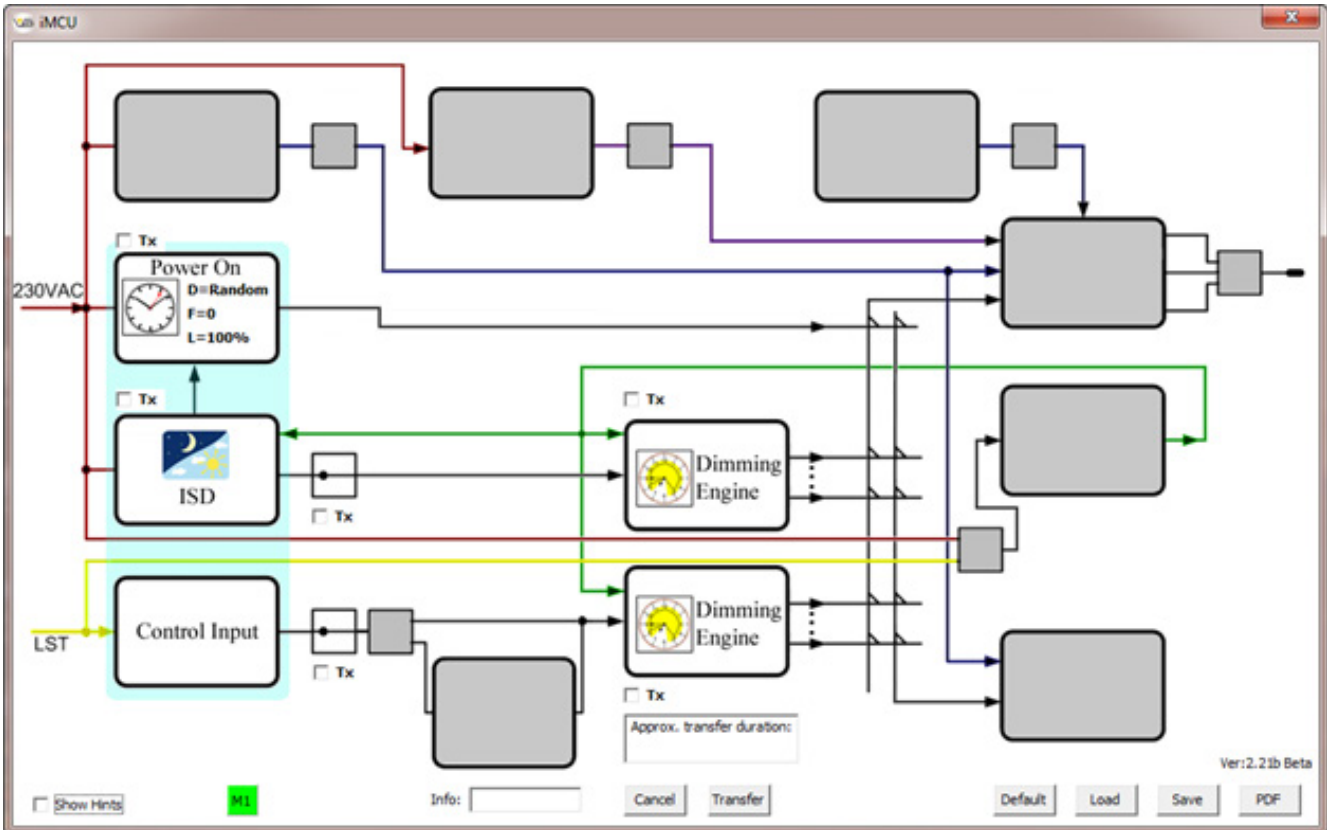 iMCU
Tx
Power On
D=Random
F=0
L=100%
230VAC
Tx
ISD
Tx
Tx
Dimming
Engine
Control Input
LST
Tx
Dimming
Engine
Tx
Approx. transfer duration:
Ver:2.21b Beta
Show Hints
M1
Info:
Cancel
Transfer
Default
Load
Save
PDF